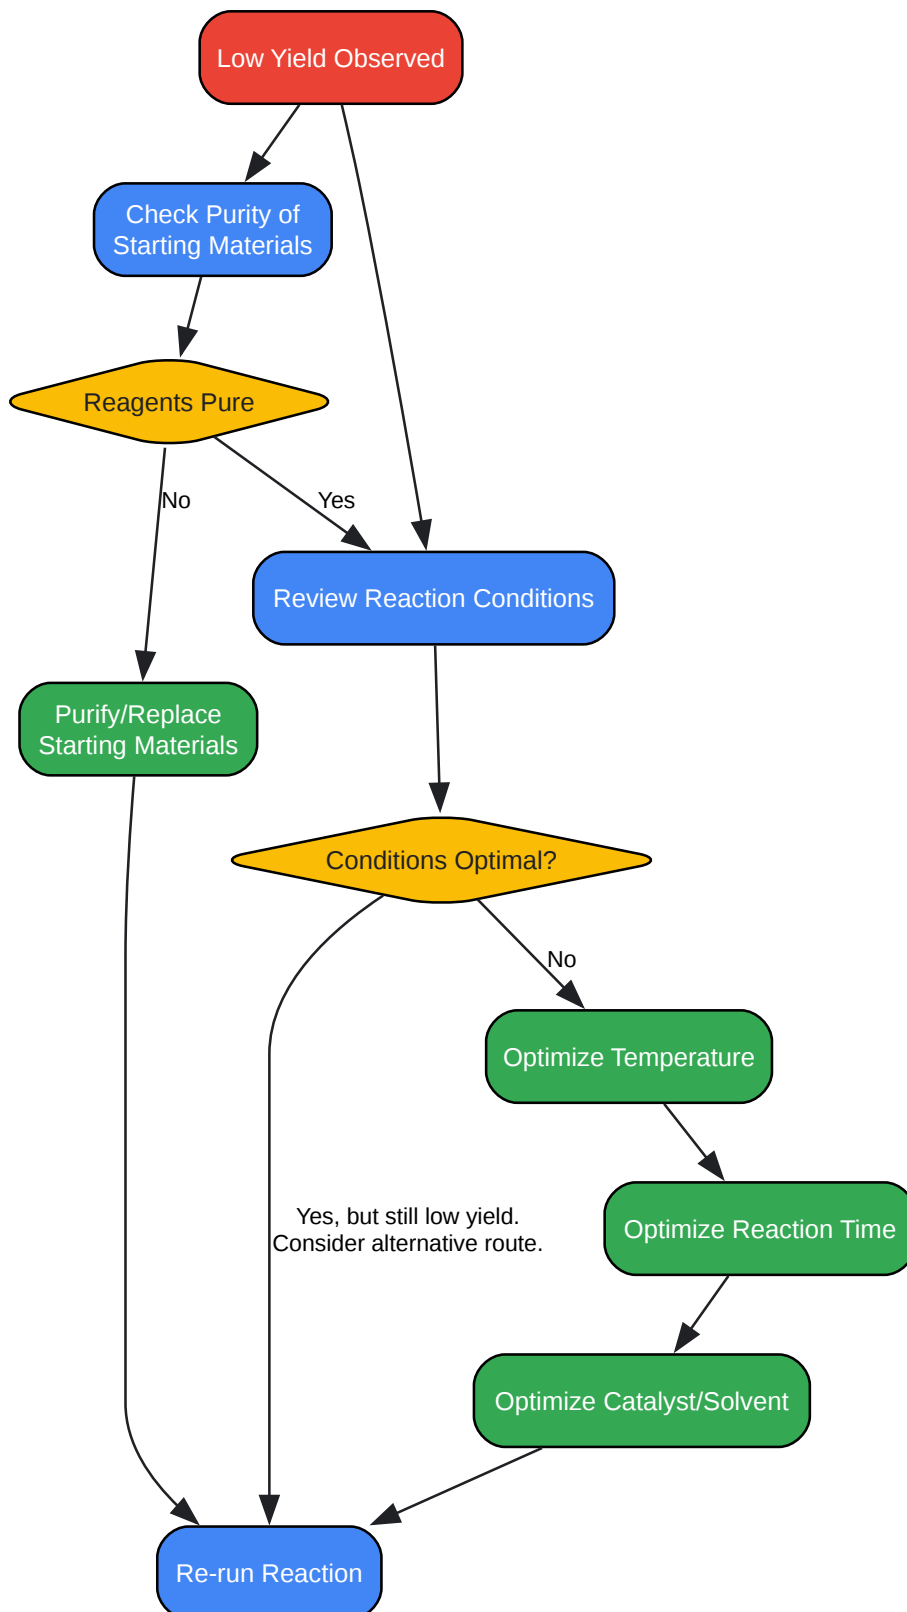 Low Yield Observed
Check Purity of
Starting Materials
Reagents Pure
No
Yes
Review Reaction Conditions
Purify/Replace
Starting Materials
Conditions Optimal?
No
Optimize Temperature
Yes, but still low yield.
Consider alternative route.
Optimize Reaction Time
Optimize Catalyst/Solvent
Re-run Reaction